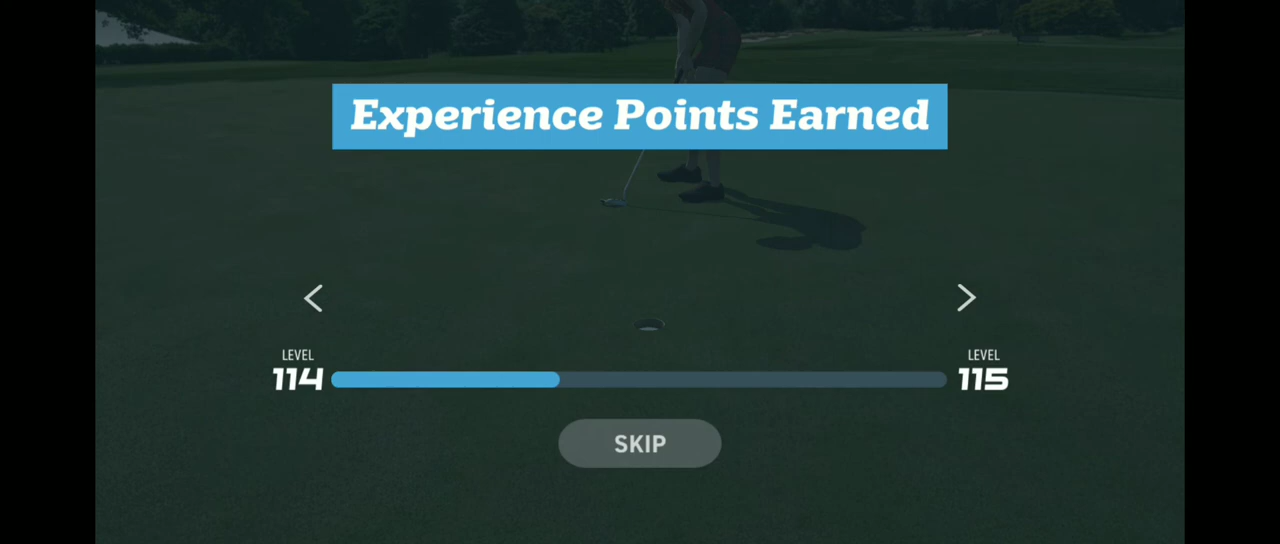 Experience Points Earned
LEVEL
114
LEVEL
115
SKIP